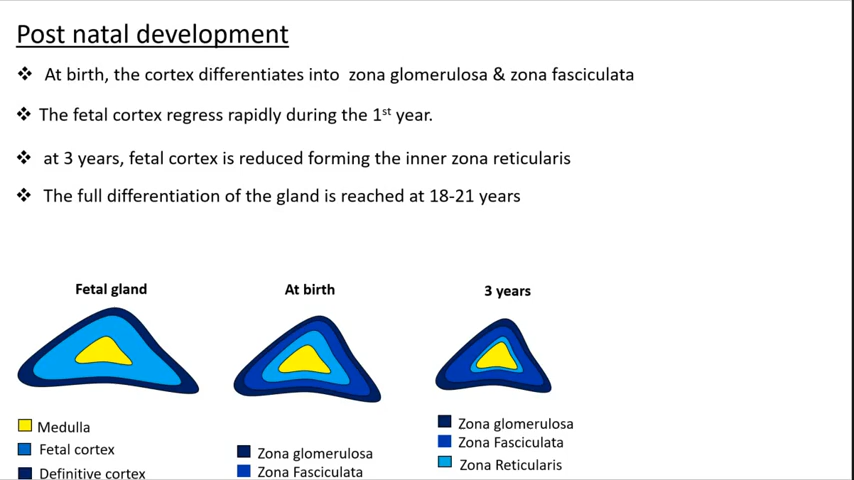 Post natal development
❖ At birth, the cortex differentiates into zona glomerulosa & zona fasciculata
❖ The fetal cortex regress rapidly during the 1st year.
❖ at 3 years, fetal cortex is reduced forming the inner zona reticularis
❖ The full differentiation of the gland is reached at 18-21 years
Fetal gland
At birth
3 years
Medulla
Fetal cortex
Definitive cortex
Zona glomerulosa
Zona Fasciculata
Zona glomerulosa
Zona Fasciculata
Zona Reticularis